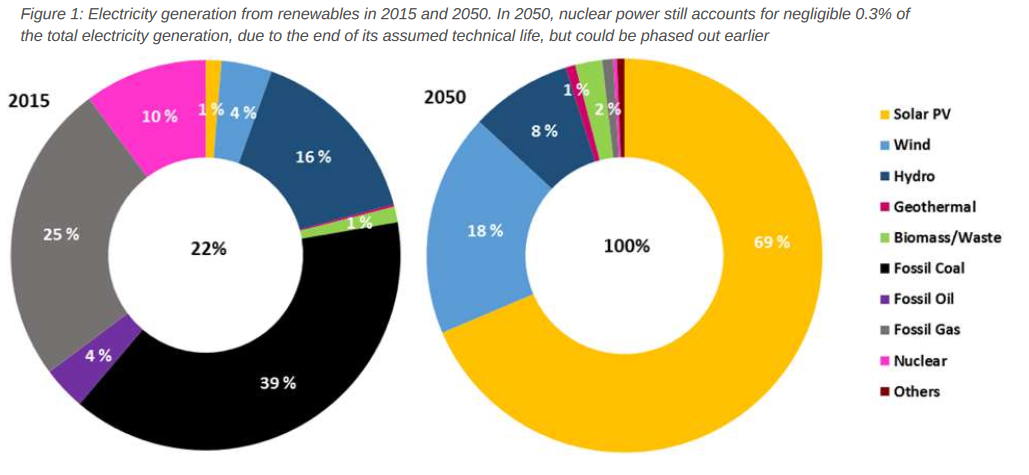 Figure 1: Electricity generation from renewables in 2015 and 2050. In 2050, nuclear power still accounts for negligible 0.3% of
the total electricity generation, due to the end of its assumed technical life, but could be phased out earlier
2015
10 %
1 %
4 %
16 %
1 %
25 %
22%
4 %
39 %
2050
1 %
2 %
8 %
18 %
100%
69 %
Solar PV
Wind
Hydro
Geothermal
Biomass/Waste
Fossil Coal
Fossil Oil
Fossil Gas
Nuclear
Others